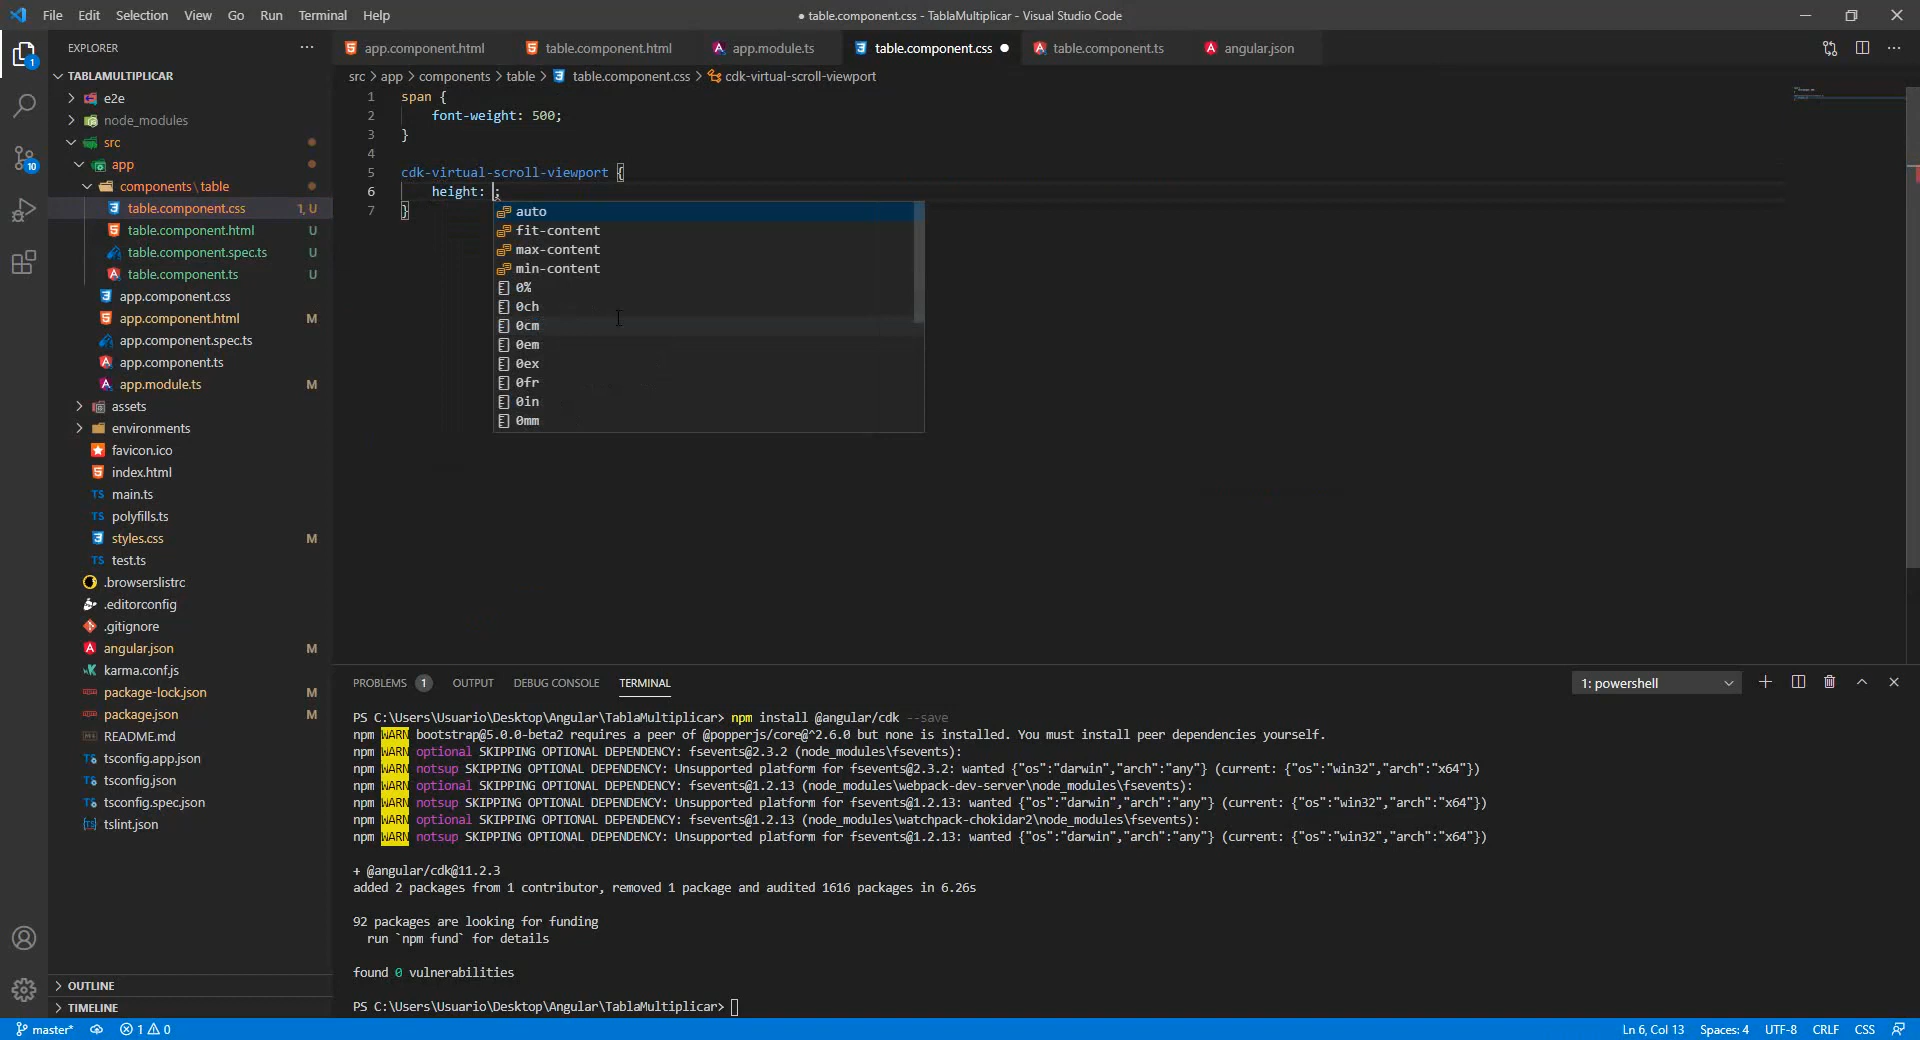 File Edit Selection View Go Run Terminal Help
● table.component.css - TablaMultiplicar - Visual Studio Code
EXPLORER
app.component.html table.component.html app.module.ts table.component.css ● table.component.ts angular.json
src > app > components > table > table.component.css > cdk-virtual-scroll-viewport
TABLAMULTIPLICAR
e2e
node_modules
src
app
components \ table
table.component.css 1, U
table.component.html U
table.component.spec.ts U
table.component.ts U
app.component.css
app.component.html M
app.component.spec.ts
app.component.ts
app.module.ts M
assets
environments
favicon.ico
index.html
TS main.ts
TS polyfills.ts
styles.css M
TS test.ts
.browserslistrc
.editorconfig
.gitignore
angular.json M
karma.conf.js
package-lock.json M
package.json M
README.md
tsconfig.app.json
tsconfig.json
tsconfig.spec.json
tslint.json
OUTLINE
TIMELINE
1 span {
2 font-weight: 500;
3 }
4
5 cdk-virtual-scroll-viewport {
6 height: ;
7 }
auto
fit-content
max-content
min-content
0%
0ch
0cm
0em
0ex
0fr
0in
0mm
PROBLEMS 1 OUTPUT DEBUG CONSOLE TERMINAL
1: powershell
PS C:\Users\Usuario\Desktop\Angular\TablaMultiplicar> npm install @angular/cdk --save
npm WARN bootstrap@5.0.0-beta2 requires a peer of @popperjs/core@^2.6.0 but none is installed. You must install peer dependencies yourself.
npm WARN optional SKIPPING OPTIONAL DEPENDENCY: fsevents@2.3.2 (node_modules\fsevents):
npm WARN notsup SKIPPING OPTIONAL DEPENDENCY: Unsupported platform for fsevents@2.3.2: wanted {"os":"darwin","arch":"any"} (current: {"os":"win32","arch":"x64"})
npm WARN optional SKIPPING OPTIONAL DEPENDENCY: fsevents@1.2.13 (node_modules\webpack-dev-server\node_modules\fsevents):
npm WARN notsup SKIPPING OPTIONAL DEPENDENCY: Unsupported platform for fsevents@1.2.13: wanted {"os":"darwin","arch":"any"} (current: {"os":"win32","arch":"x64"})
npm WARN optional SKIPPING OPTIONAL DEPENDENCY: fsevents@1.2.13 (node_modules\watchpack-chokidar2\node_modules\fsevents):
npm WARN notsup SKIPPING OPTIONAL DEPENDENCY: Unsupported platform for fsevents@1.2.13: wanted {"os":"darwin","arch":"any"} (current: {"os":"win32","arch":"x64"})
+ @angular/cdk@11.2.3
added 2 packages from 1 contributor, removed 1 package and audited 1616 packages in 6.26s
92 packages are looking for funding
run `npm fund` for details
found 0 vulnerabilities
PS C:\Users\Usuario\Desktop\Angular\TablaMultiplicar>
1
10
master* 1 0
Ln 6, Col 13 Spaces: 4 UTF-8 CRLF CSS